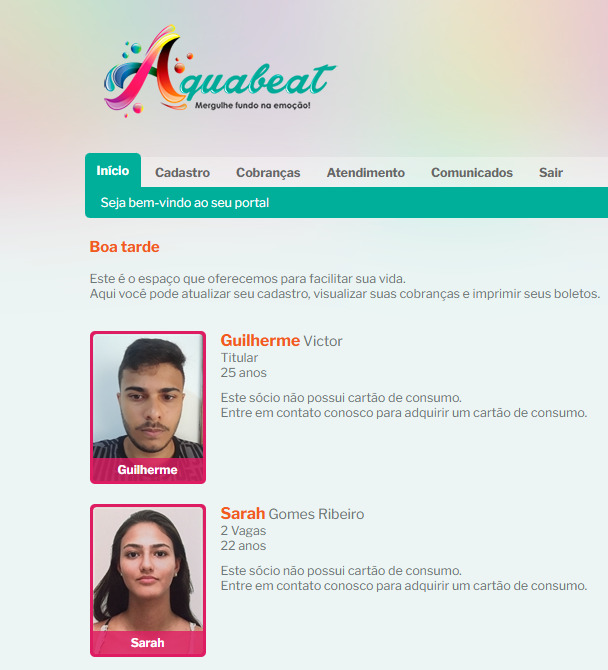 Aquabeat
Mergulhe fundo na emoção!
Início Cadastro Cobranças Atendimento Comunicados Sair
Seja bem-vindo ao seu portal
Boa tarde
Este é o espaço que oferecemos para facilitar sua vida.
Aqui você pode atualizar seu cadastro, visualizar suas cobranças e imprimir seus boletos.
Guilherme Victor
Titular
25 anos
Este sócio não possui cartão de consumo.
Entre em contato conosco para adquirir um cartão de consumo.
Guilherme
Sarah Gomes Ribeiro
2 Vagas
22 anos
Este sócio não possui cartão de consumo.
Entre em contato conosco para adquirir um cartão de consumo.
Sarah